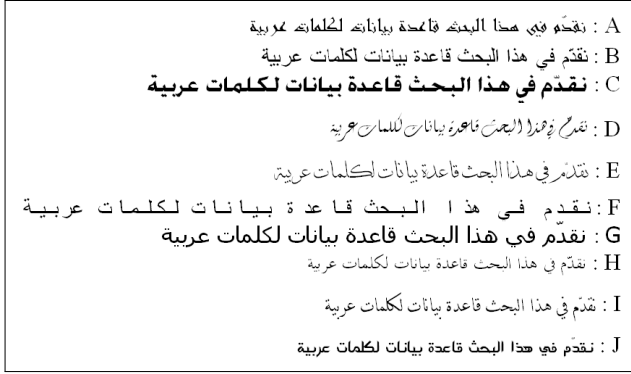 A : نقدّم في هذا البحث قاعدة بيانات لكلمات عربية
B : نقدّم في هذا البحث قاعدة بيانات لكلمات عربية
C : نقدّم في هذا البحث قاعدة بيانات لكلمات عربية
D : نقدّم في هذا البحث قاعدة بيانات لكلمات عربية
E : نقدّم في هذا البحث قاعدة بيانات لكلمات عربية
F : نقدم فى هذا البحث قاعدة بيانات لكلمات عربية
G : نقدّم في هذا البحث قاعدة بيانات لكلمات عربية
H : نقدّم في هذا البحث قاعدة بيانات لكلمات عربية
I : نقدّم في هذا البحث قاعدة بيانات لكلمات عربية
J : نقدّم في هذا البحث قاعدة بيانات لكلمات عربية